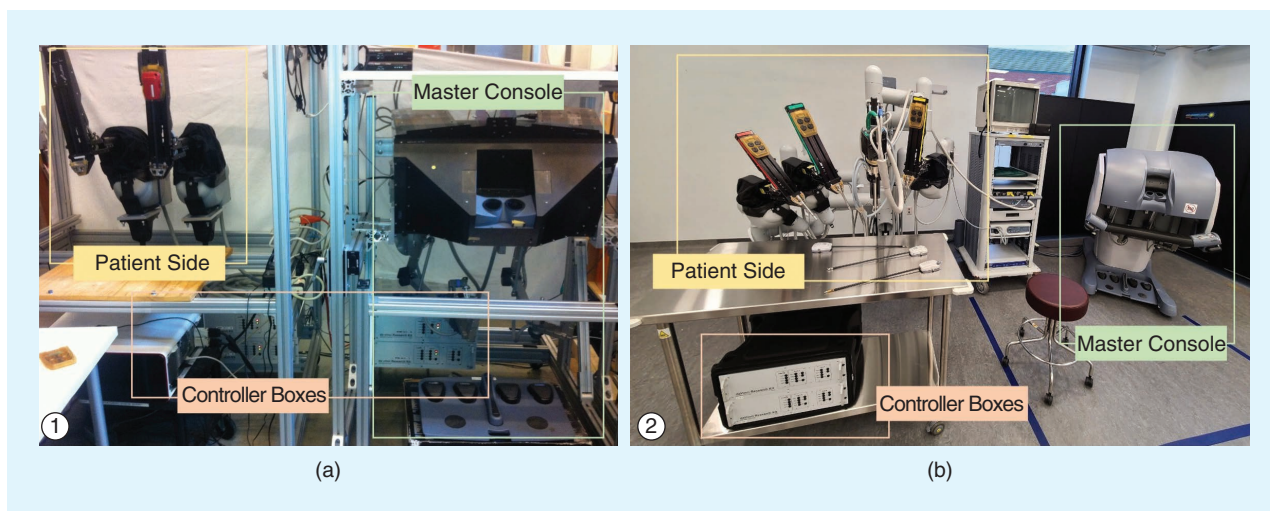 Master Console
Patient Side
Controller Boxes
1
(a)
Patient Side
Master Console
Controller Boxes
2
(b)